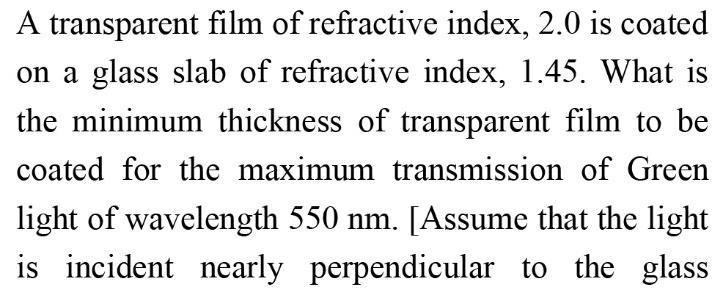 A transparent film of refractive index, 2.0 is coated
on a glass slab of refractive index, 1.45. What is
the minimum thickness of transparent film to be
coated for the maximum transmission of Green
light of wavelength 550 nm. [Assume that the light
is incident nearly perpendicular to the glass